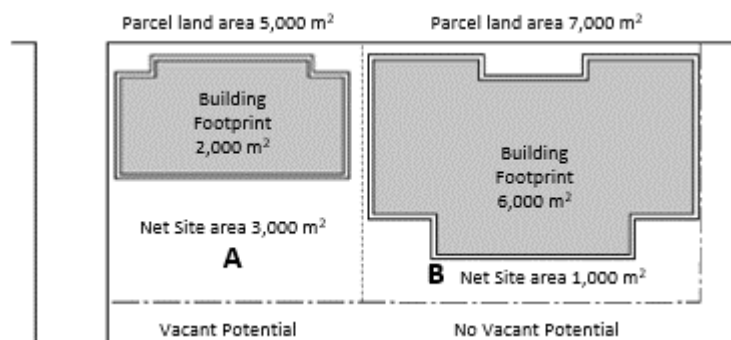 Parcel land area 5,000 m²
Parcel land area 7,000 m²
Building
Footprint
2,000 m²
Building
Footprint
6,000 m²
Net Site area 3,000 m²
A
B
Net Site area 1,000 m²
Vacant Potential
No Vacant Potential